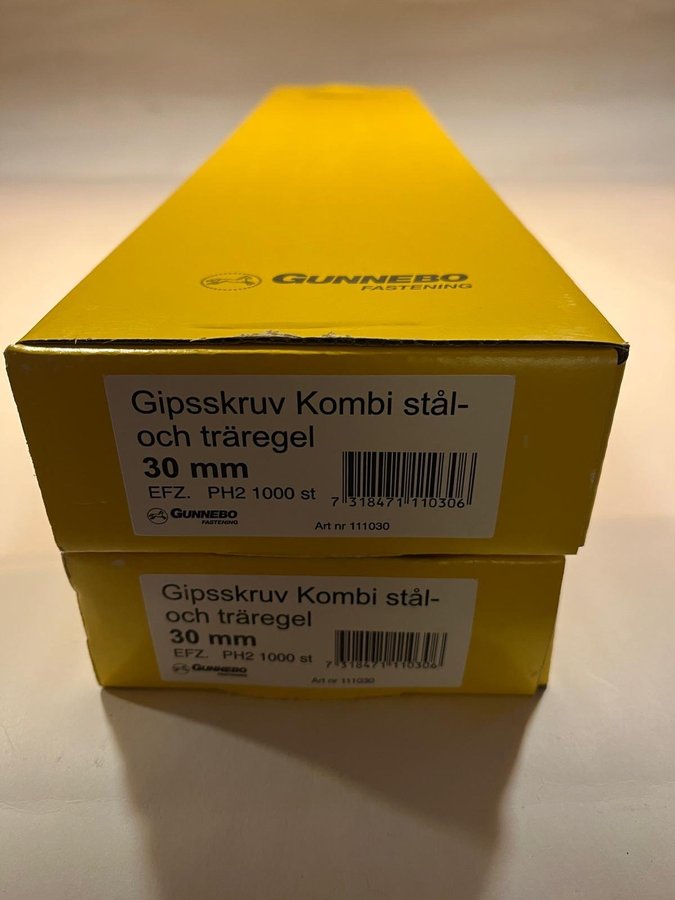 GUNNEBO
FASTENING
Gipsskruv Kombi stål-
och träregel
30 mm
EFZ. PH2 1000 st
7 318471 110306
GUNNEBO
FASTENING
Art nr 111030
Gipsskruv Kombi stål-
och träregel
30 mm
EFZ. PH2 1000 st
7 318471 110306
GUNNEBO
FASTENING
Art nr 111030